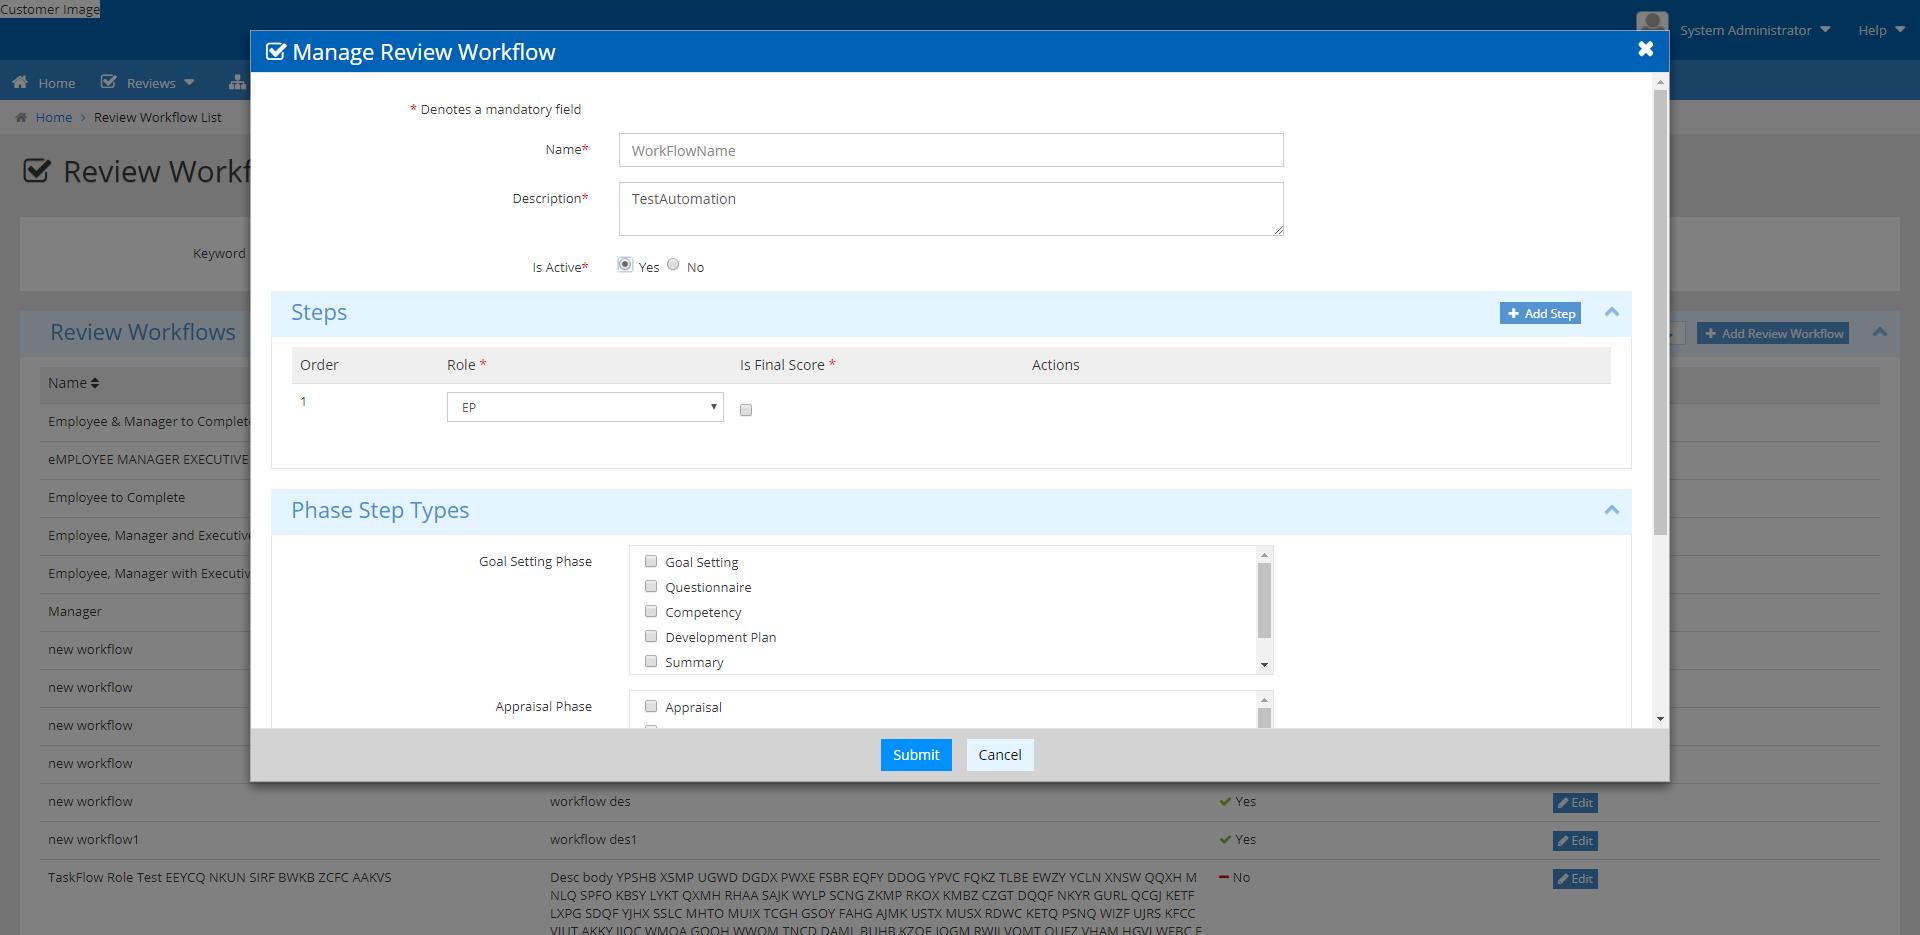 Customer Image
System Administrator
Help
Home
Reviews
Home > Review Workflow List
Review Workf
Keyword
Review Workflows
Add Review Workflow
Name
Employee & Manager to Complet
eMPLOYEE MANAGER EXECUTIVE
Employee to Complete
Employee, Manager and Executiv
Employee, Manager with Executiv
Manager
new workflow
new workflow
new workflow
new workflow
new workflow
workflow des
Yes
Edit
new workflow1
workflow des1
Yes
Edit
TaskFlow Role Test EEYCQ NKUN SIRF BWKB ZCFC AAKVS
Desc body YPSHB XSMP UGWD DGDX PWXE FSBR EQFY DDOG YPVC FQKZ TLBE EWZY YCLN XNSW QQXH M
NLQ SPFO KBSY LYKT QXMH RHAA SAJK WYLP SCNG ZKMP RKOX KMBZ CZGT DQQF NKYR GURL QCGJ KETF
LXPG SDQF YJHX SSLC MHTO MUIX TCGH GSOY FAHG AJMK USTX MUSX RDWC KETQ PSNQ WIZF UJRS KFCC
No
Edit
Manage Review Workflow
* Denotes a mandatory field
Name*
WorkFlowName
Description*
TestAutomation
Is Active*
Yes
No
Steps
Add Step
Order
Role *
Is Final Score *
Actions
1
EP
Phase Step Types
Goal Setting Phase
Goal Setting
Questionnaire
Competency
Development Plan
Summary
Appraisal Phase
Appraisal
Submit
Cancel